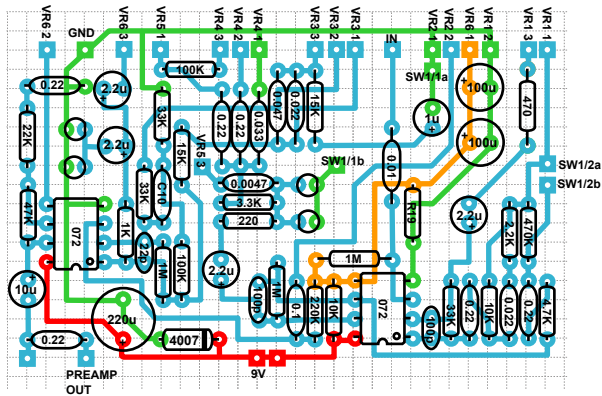 VR6 2
GND
VR6 3
VR5 1
VR4 3
VR4 2
VR4 1
VR3 3
VR3 2
VR3 1
IN
VR2 1
VR2 2
VR6 1
VR1 2
VR1 3
VR1 1
100K
SW1/1a
0.22
2.2u
100u
22K
33K
0.22
0.22
0.033
0.047
0.022
15K
1u
470
2.2u
100u
15K
VR5 3
SW1/1b
0.01
SW1/2a
SW1/2b
47K
33K
C10
0.0047
3.3K
220
R19
2.2u
2.2K
470K
072
1K
22p
1M
100K
2.2u
1M
10u
100p
1M
0.1
220K
10K
072
100p
33K
0.22
10K
0.022
0.22
4.7K
220u
0.22
4007
PREAMP
OUT
9V